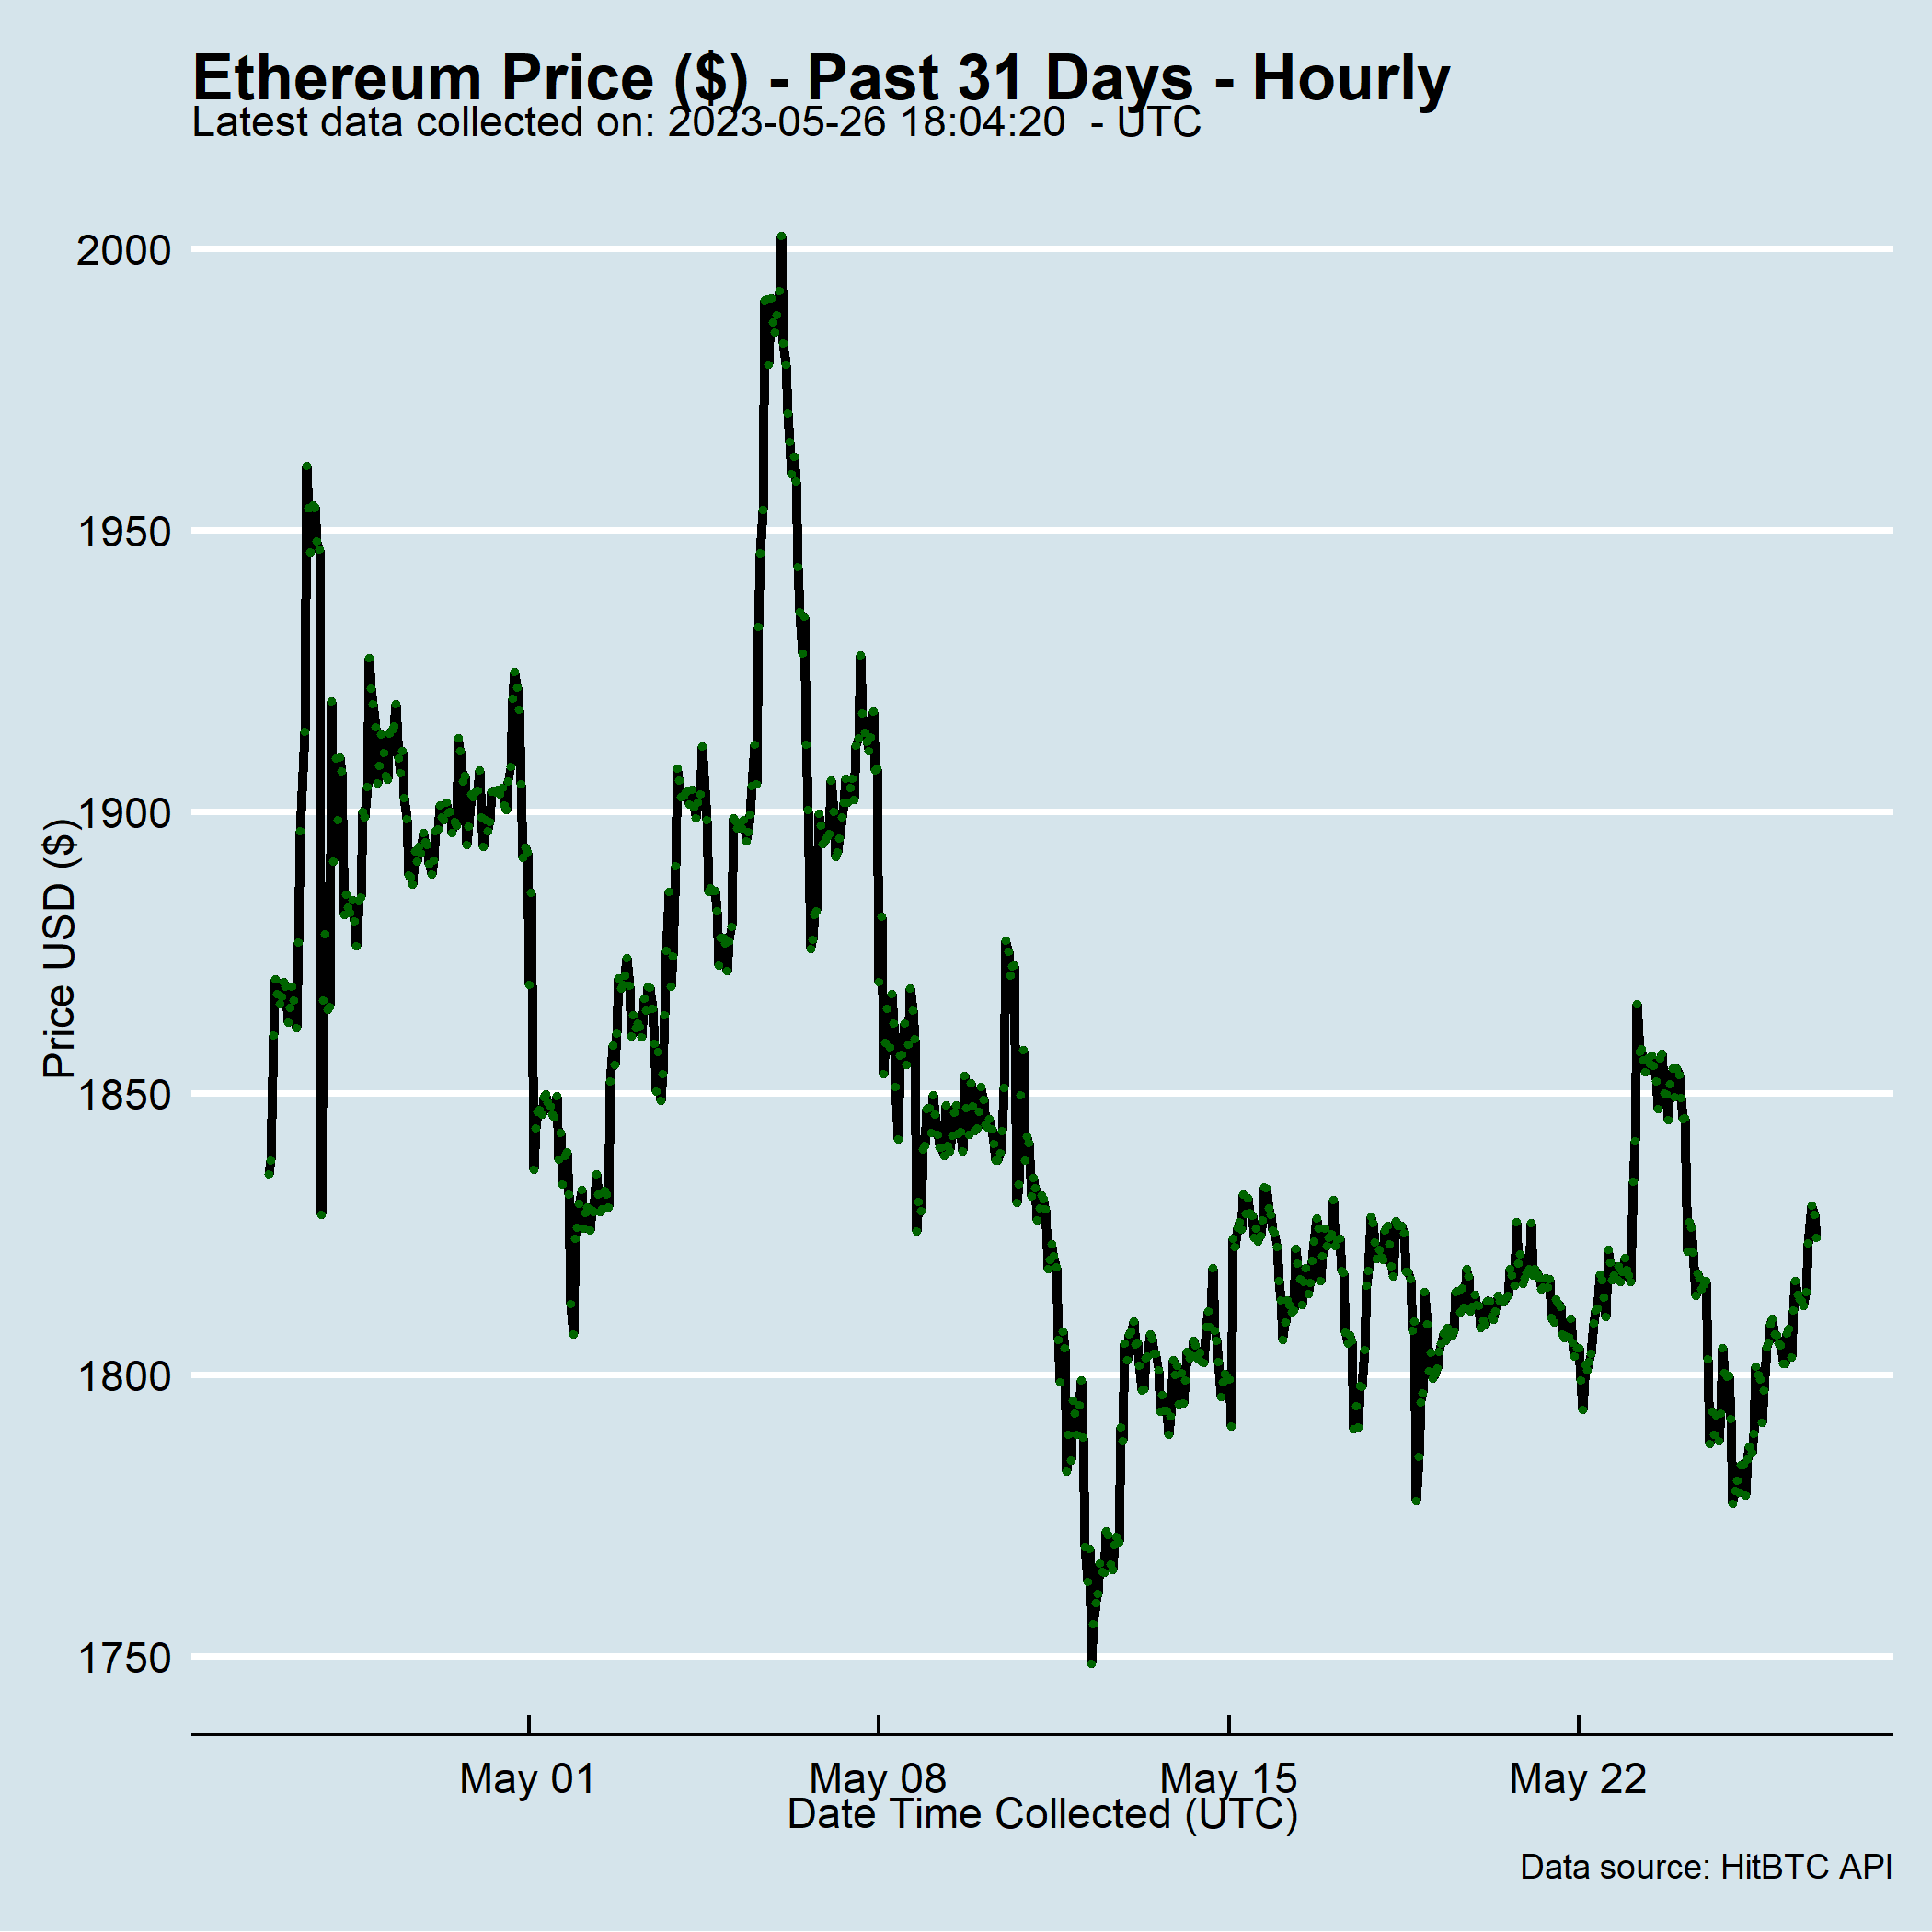 Ethereum Price ($) - Past 31 Days - Hourly
Latest data collected on: 2023-05-26 18:04:20  - UTC
Price USD ($)
2000
1950
1900
1850
1800
1750
May 01 May 08 May 15 May 22
Date Time Collected (UTC)
Data source: HitBTC API